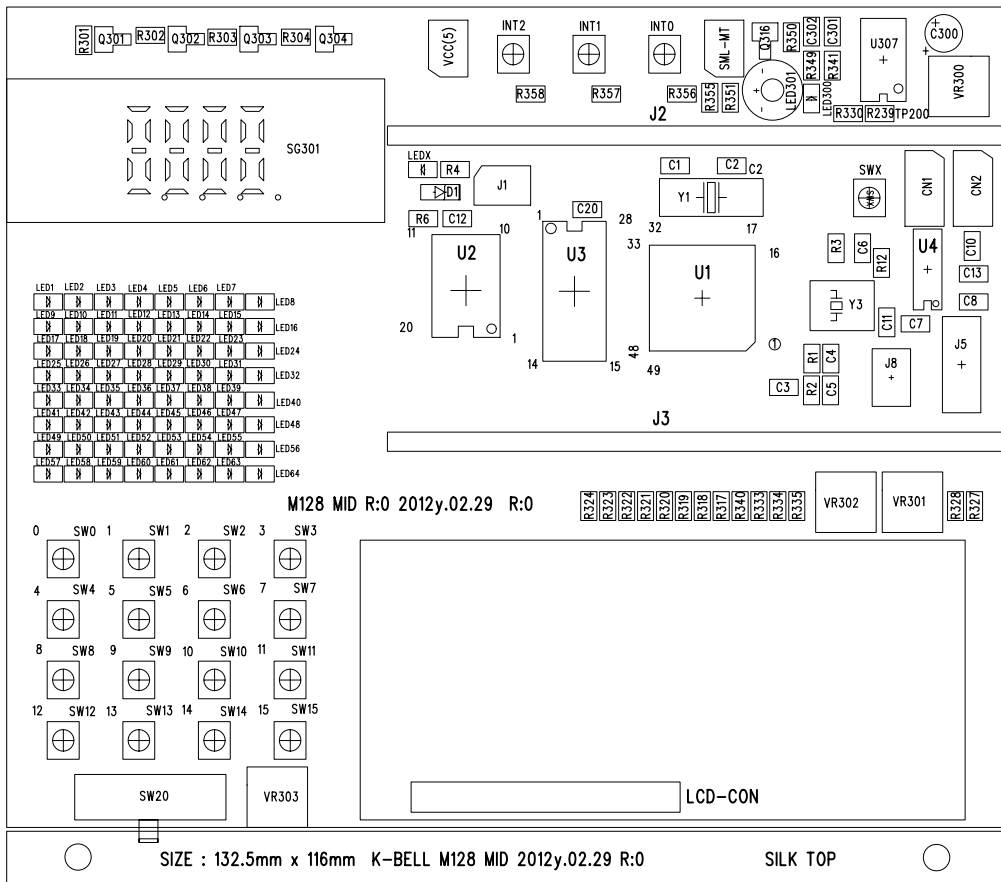 R301 Q301 R302 Q302 R303 Q303 R304 Q304
VCC(5) INT2 INT1 INT0 SML-MT Q316 R350 C302 C301 U307 C300
R358 R357 R356 R355 R351 LED301 R349 R341 LED300 VR300
R330 R239 TP200
J2
SG301
LEDX R4 J1 D1
R6 C12 C20
11 10 1 28
U2 U3
20 1 14 15
C1 C2 C2
Y1
32 17
33 16
U1
48 49 1
SWX SWX CN1 CN2
R3 C6 R12 U4 C10
C13
Y3 C8
C11 C7
R1 C4 J8 J5
C3 R2 C5
J3
LED1 LED2 LED3 LED4 LED5 LED6 LED7 LED8
LED9 LED10 LED11 LED12 LED13 LED14 LED15 LED16
LED17 LED18 LED19 LED20 LED21 LED22 LED23 LED24
LED25 LED26 LED27 LED28 LED29 LED30 LED31 LED32
LED33 LED34 LED35 LED36 LED37 LED38 LED39 LED40
LED41 LED42 LED43 LED44 LED45 LED46 LED47 LED48
LED49 LED50 LED51 LED52 LED53 LED54 LED55 LED56
LED57 LED58 LED59 LED60 LED61 LED62 LED63 LED64
M128 MID R:0 2012y.02.29 R:0
R324 R323 R322 R321 R320 R319 R318 R317 R340 R333 R334 R335 VR302 VR301 R328 R327
0 SW0 1 SW1 2 SW2 3 SW3
4 SW4 5 SW5 6 SW6 7 SW7
8 SW8 9 SW9 10 SW10 11 SW11
12 SW12 13 SW13 14 SW14 15 SW15
SW20 VR303 LCD-CON
SIZE : 132.5mm x 116mm K-BELL M128 MID 2012y.02.29 R:0 SILK TOP